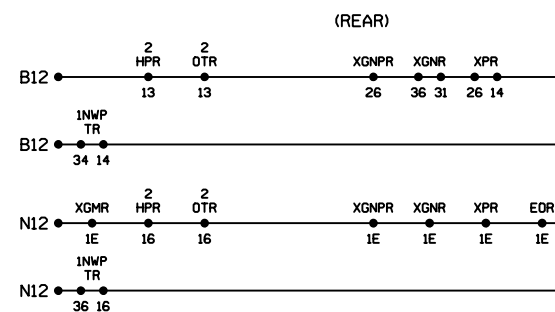 (REAR)
2 2
HPR OTR XGNPR XGNR XPR
B12
13 13 26 36 31 26 14
1NWP
TR
B12
34 14
2 2
XGMR HPR OTR XGNPR XGNR XPR EOR
N12
1E 16 16 1E 1E 1E 1E
1NWP
TR
N12
36 16